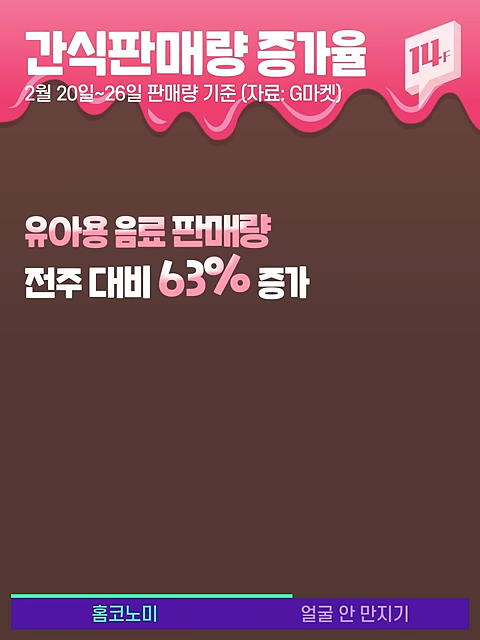 간식판매량 증가율
14F
2월 20일~26일 판매량 기준 (자료: G마켓)
유아용 음료 판매량
전주 대비 63% 증가
홈코노미
얼굴 안 만지기